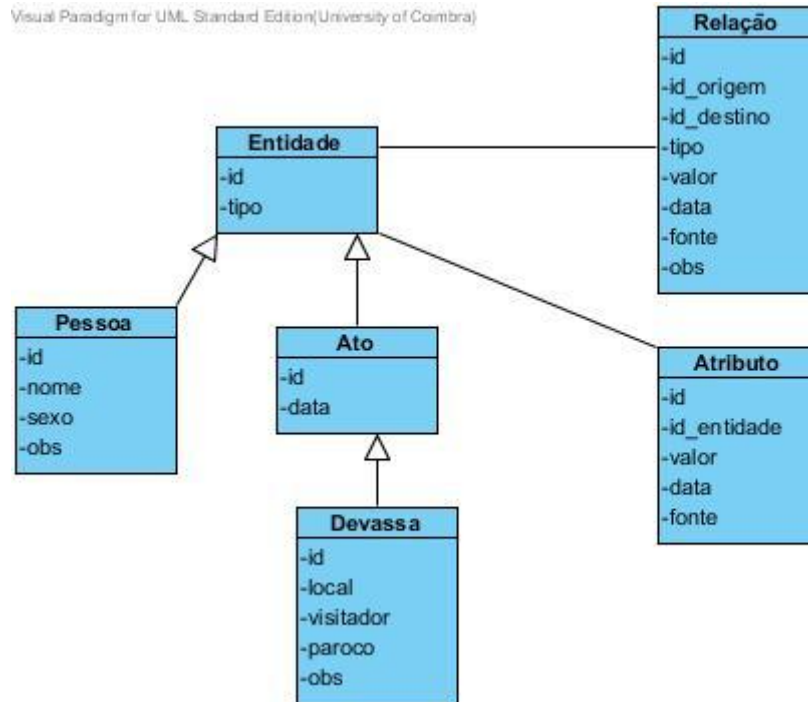 Visual Paradigm for UML Standard Edition(University of Coimbra)
Relação
-id
-id_origem
-id_destino
-tipo
-valor
-data
-fonte
-obs
Entidade
-id
-tipo
Pessoa
-id
-nome
-sexo
-obs
Ato
-id
-data
Atributo
-id
-id_entidade
-valor
-data
-fonte
Devassa
-id
-local
-visitador
-paroco
-obs